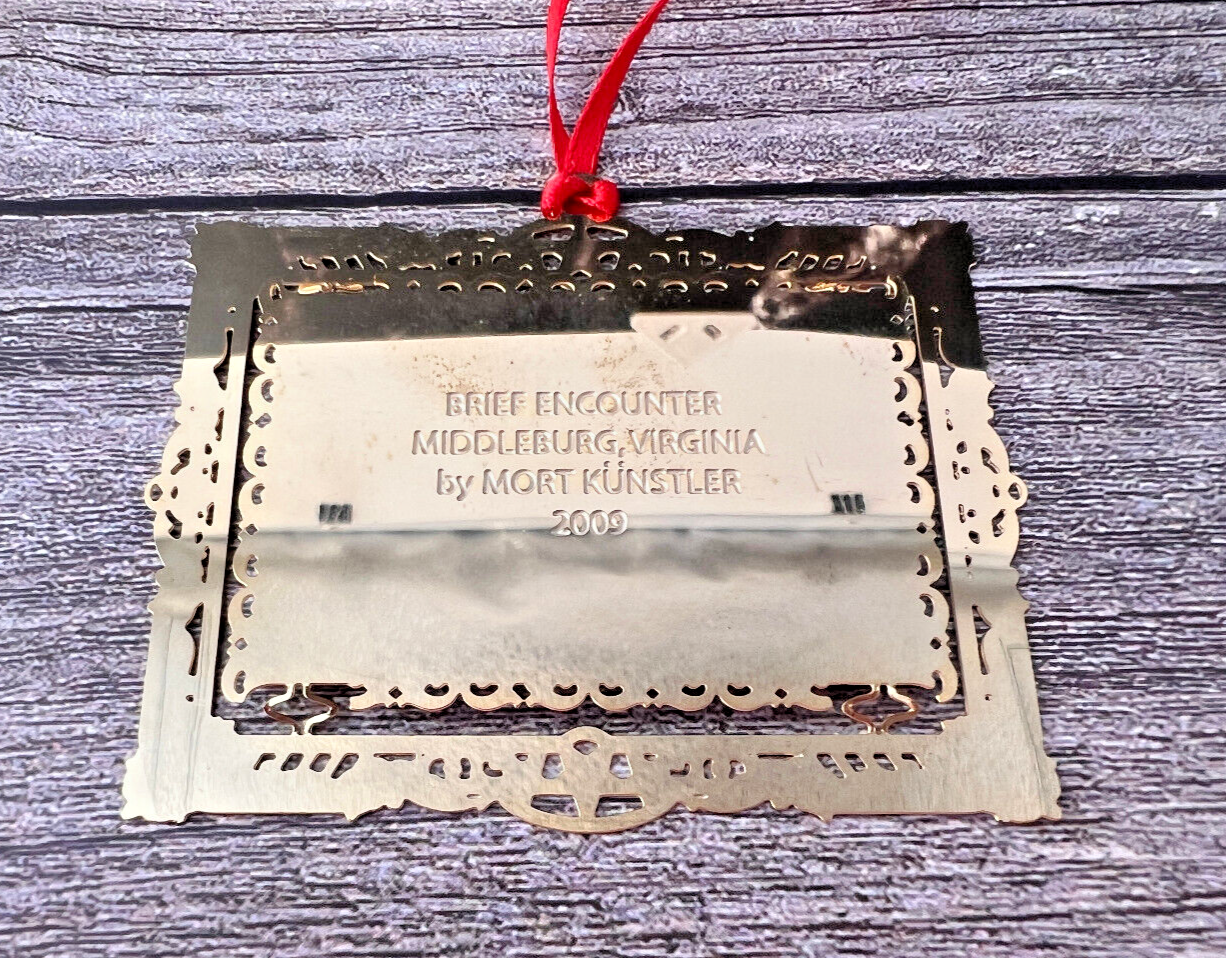 BRIEF ENCOUNTER
MIDDLEBURG, VIRGINIA
by MORT KÜNSTLER
2009